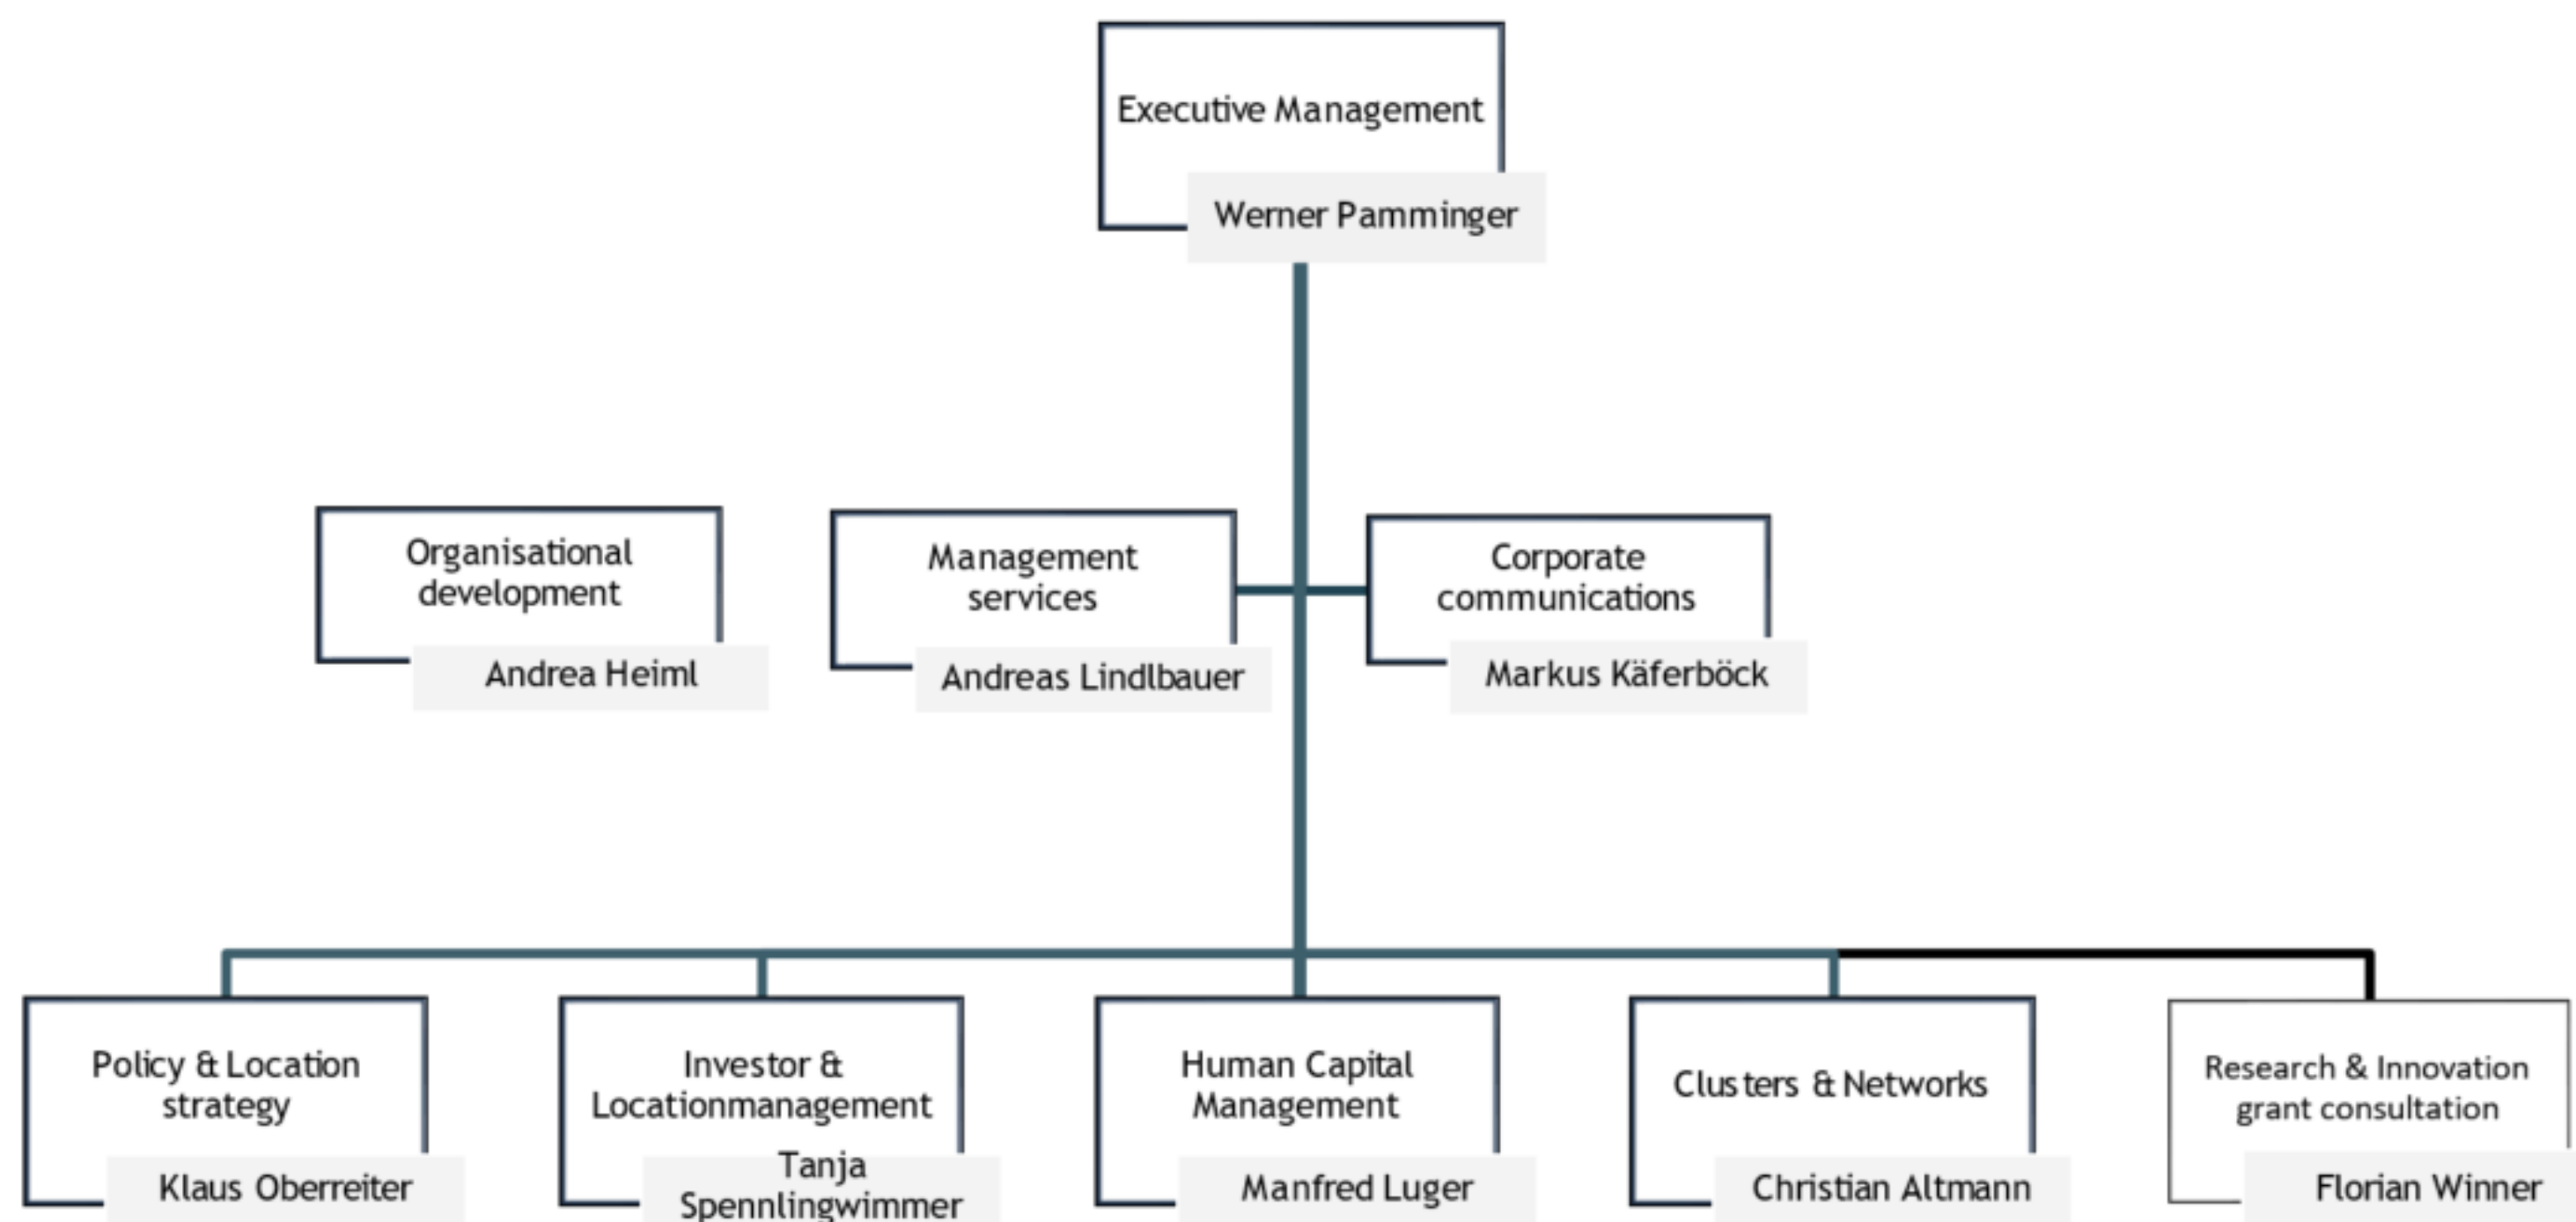 Executive Management
Werner Pamminger
Organisational
development
Andrea Heiml
Management
services
Andreas Lindlbauer
Corporate
communications
Markus Käferböck
Policy & Location
strategy
Klaus Oberreiter
Investor &
Locationmanagement
Tanja
Spennlingwimmer
Human Capital
Management
Manfred Luger
Clusters & Networks
Christian Altmann
Research & Innovation
grant consultation
Florian Winner